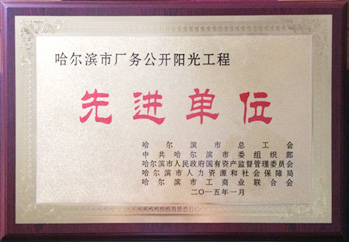 哈尔滨市厂务公开阳光工程
先进单位
哈尔滨市总工会
中共哈尔滨市委组织部
哈尔滨市人民政府国有资产监督管理委员会
哈尔滨市人力资源和社会保障局
哈尔滨市工商业联合会
二〇一五年一月